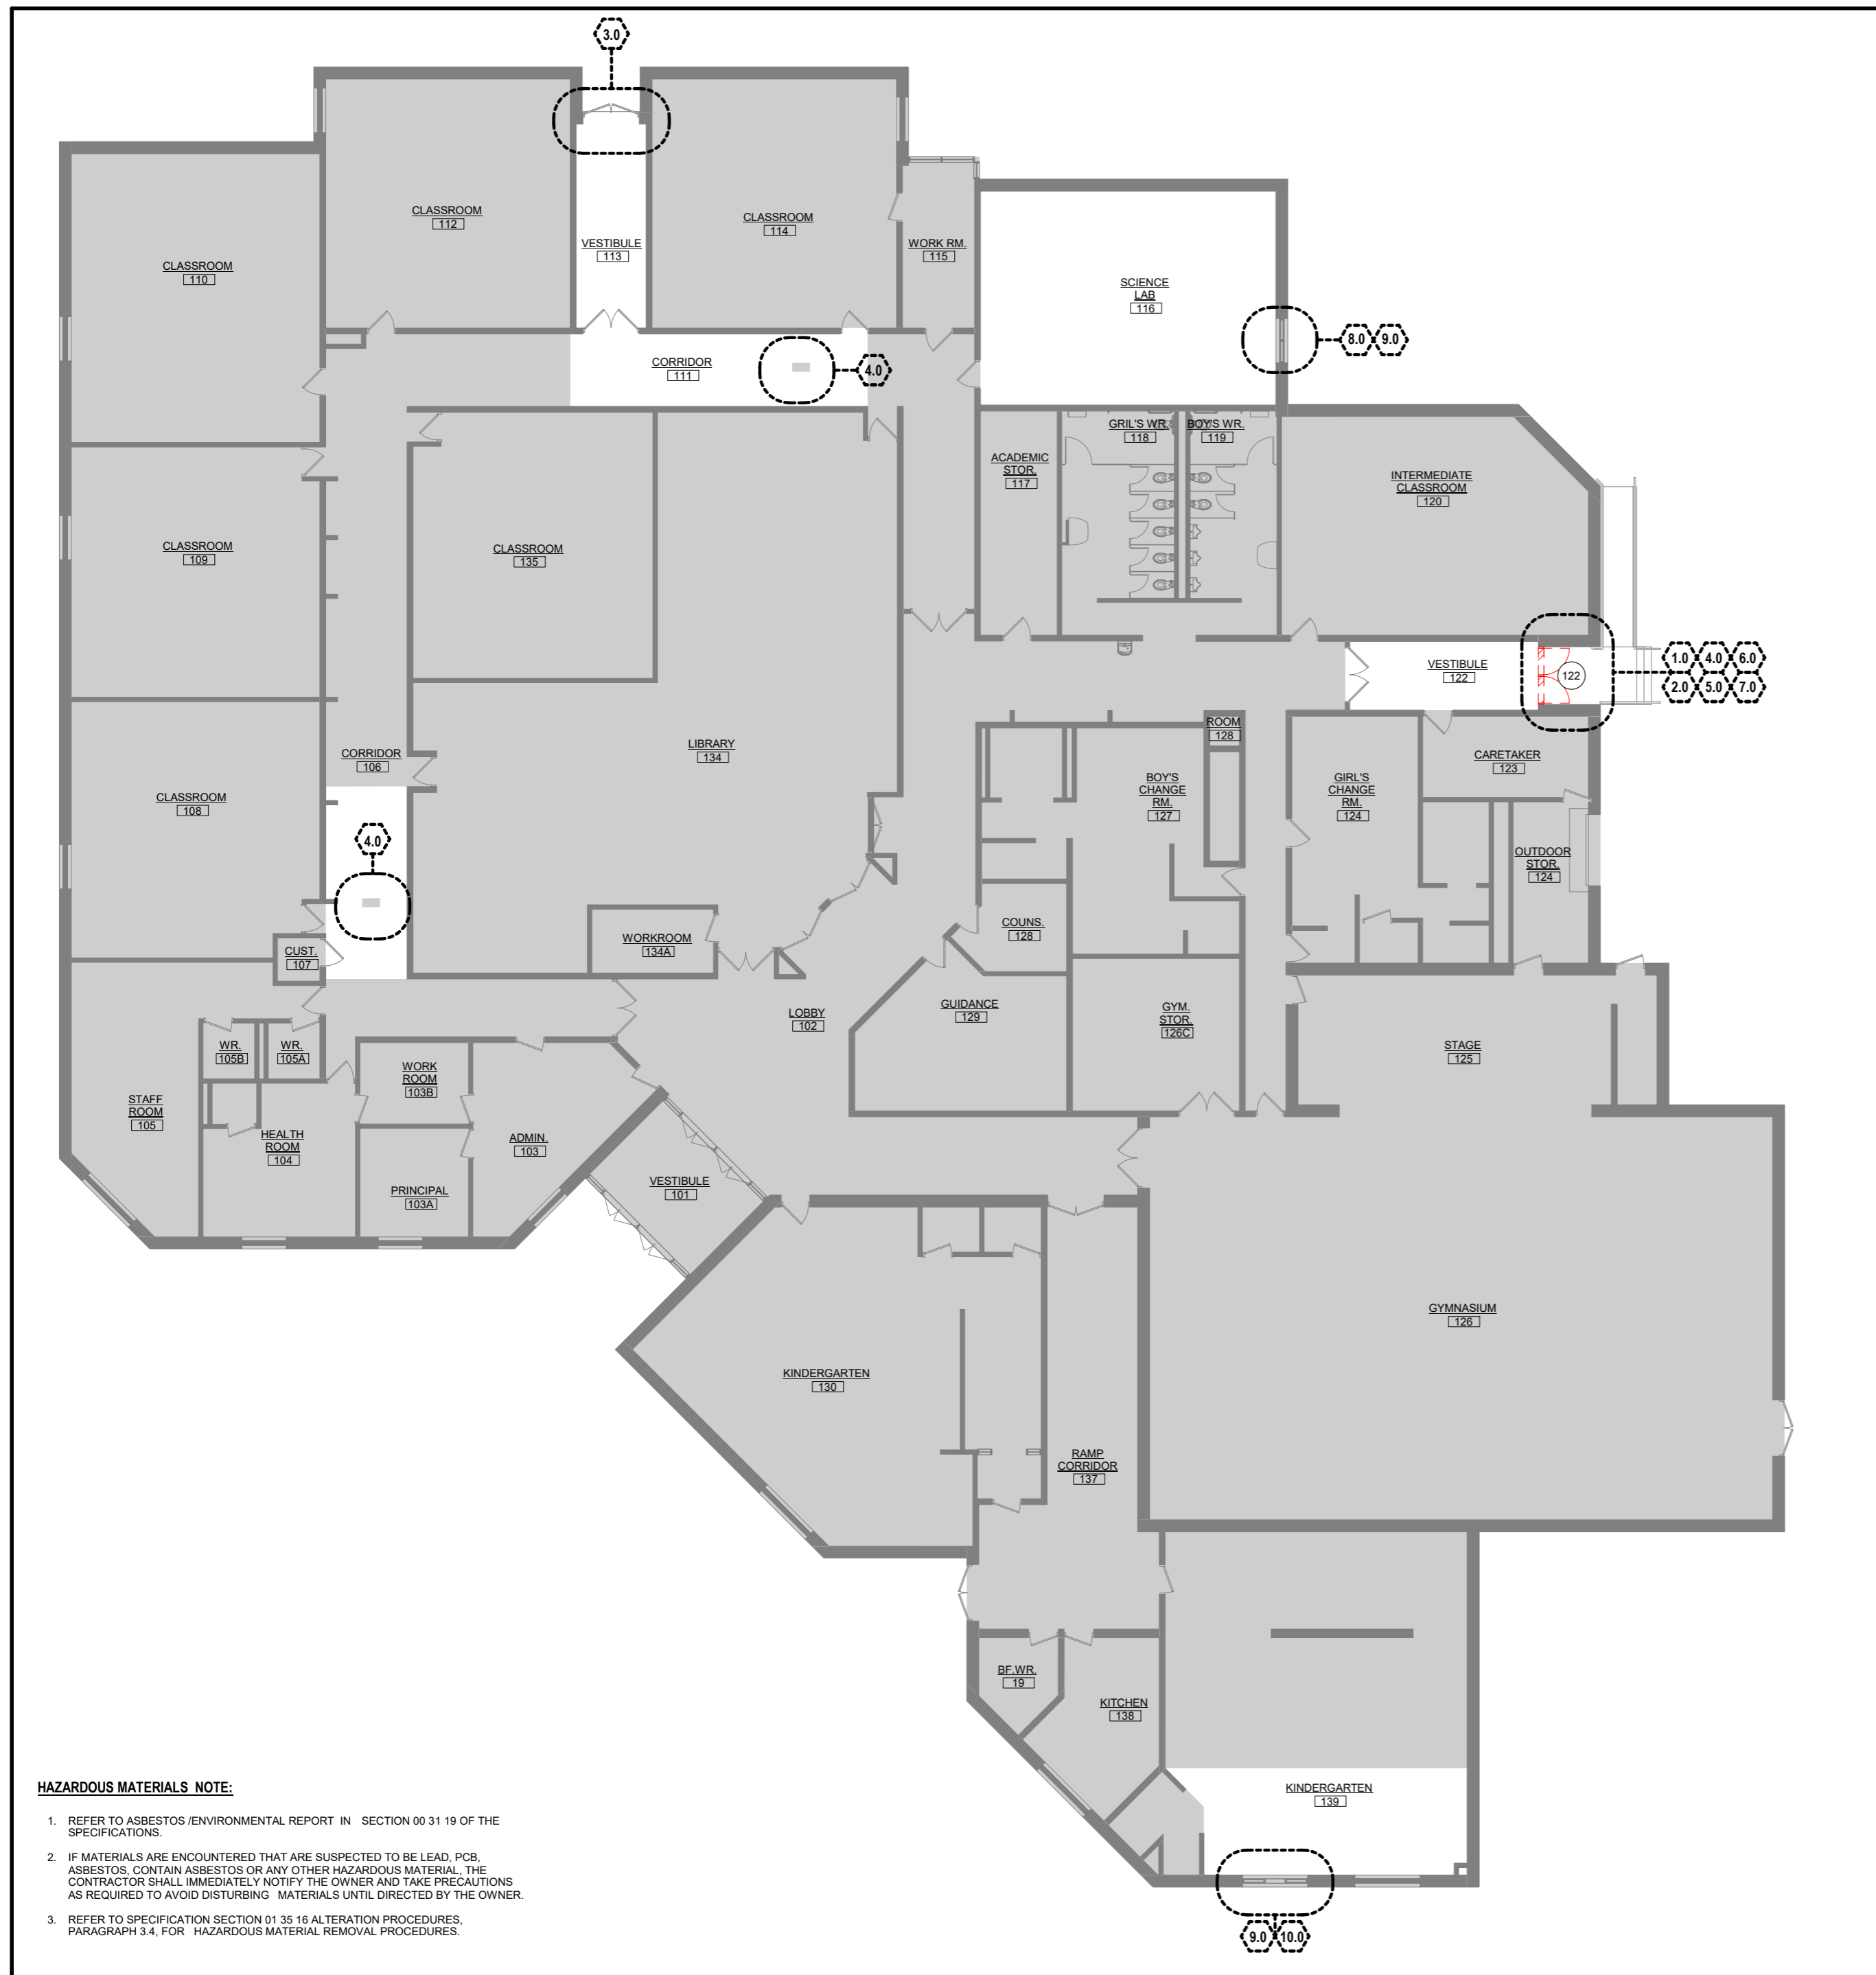 3.0
CLASSROOM
112
CLASSROOM
114
VESTIBULE
113
WORK RM.
115
CLASSROOM
110
SCIENCE
LAB
116
8.0 9.0
CORRIDOR
111
4.0
GRIL'S WR.
118
BOY'S WR.
119
ACADEMIC
STOR.
117
INTERMEDIATE
CLASSROOM
120
CLASSROOM
109
CLASSROOM
135
VESTIBULE
122
122
1.0 4.0 6.0
2.0 5.0 7.0
ROOM
128
LIBRARY
134
CORRIDOR
106
CARETAKER
123
BOY'S
CHANGE
RM.
127
GIRL'S
CHANGE
RM.
124
CLASSROOM
108
4.0
OUTDOOR
STOR.
124
COUNS.
128
WORKROOM
134A
CUST.
107
GUIDANCE
129
LOBBY
102
GYM.
STOR.
126C
STAGE
125
WR.
105B
WR.
105A
WORK
ROOM
103B
STAFF
ROOM
105
HEALTH
ROOM
104
ADMIN.
103
PRINCIPAL
103A
VESTIBULE
101
GYMNASIUM
126
KINDERGARTEN
130
RAMP
CORRIDOR
137
BF.WR.
19
KITCHEN
138
KINDERGARTEN
139
9.0 10.0
HAZARDOUS MATERIALS NOTE:
1. REFER TO ASBESTOS /ENVIRONMENTAL REPORT IN SECTION 00 31 19 OF THE
SPECIFICATIONS.
2. IF MATERIALS ARE ENCOUNTERED THAT ARE SUSPECTED TO BE LEAD, PCB,
ASBESTOS, CONTAIN ASBESTOS OR ANY OTHER HAZARDOUS MATERIAL, THE
CONTRACTOR SHALL IMMEDIATELY NOTIFY THE OWNER AND TAKE PRECAUTIONS
AS REQUIRED TO AVOID DISTURBING MATERIALS UNTIL DIRECTED BY THE OWNER.
3. REFER TO SPECIFICATION SECTION 01 35 16 ALTERATION PROCEDURES,
PARAGRAPH 3.4, FOR HAZARDOUS MATERIAL REMOVAL PROCEDURES.